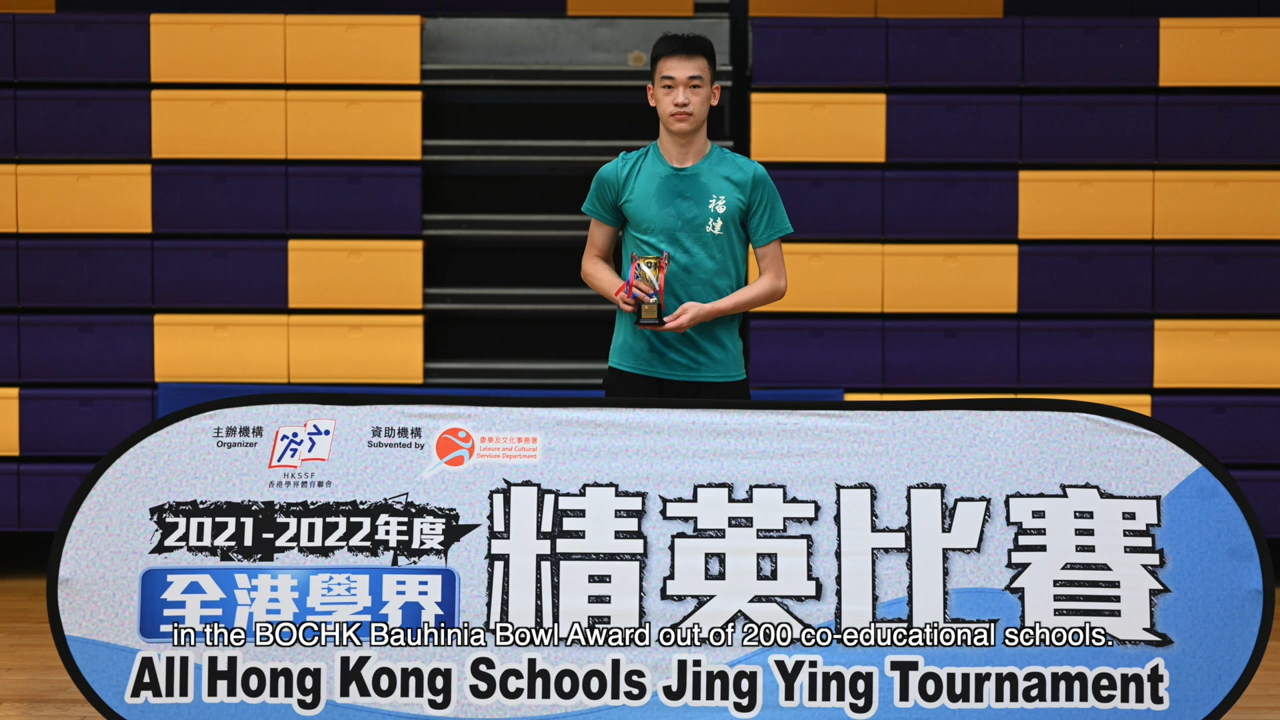 福
建
主辦機構
Organizer
HKSSF
香港學界體育聯會
資助機構
Subvented by
康樂及文化事務署
Leisure and Cultural
Services Department
2021-2022年度
全港學界
精英比賽
in the BOCHK Bauhinia Bowl Award out of 200 co-educational schools.
All Hong Kong Schools Jing Ying Tournament